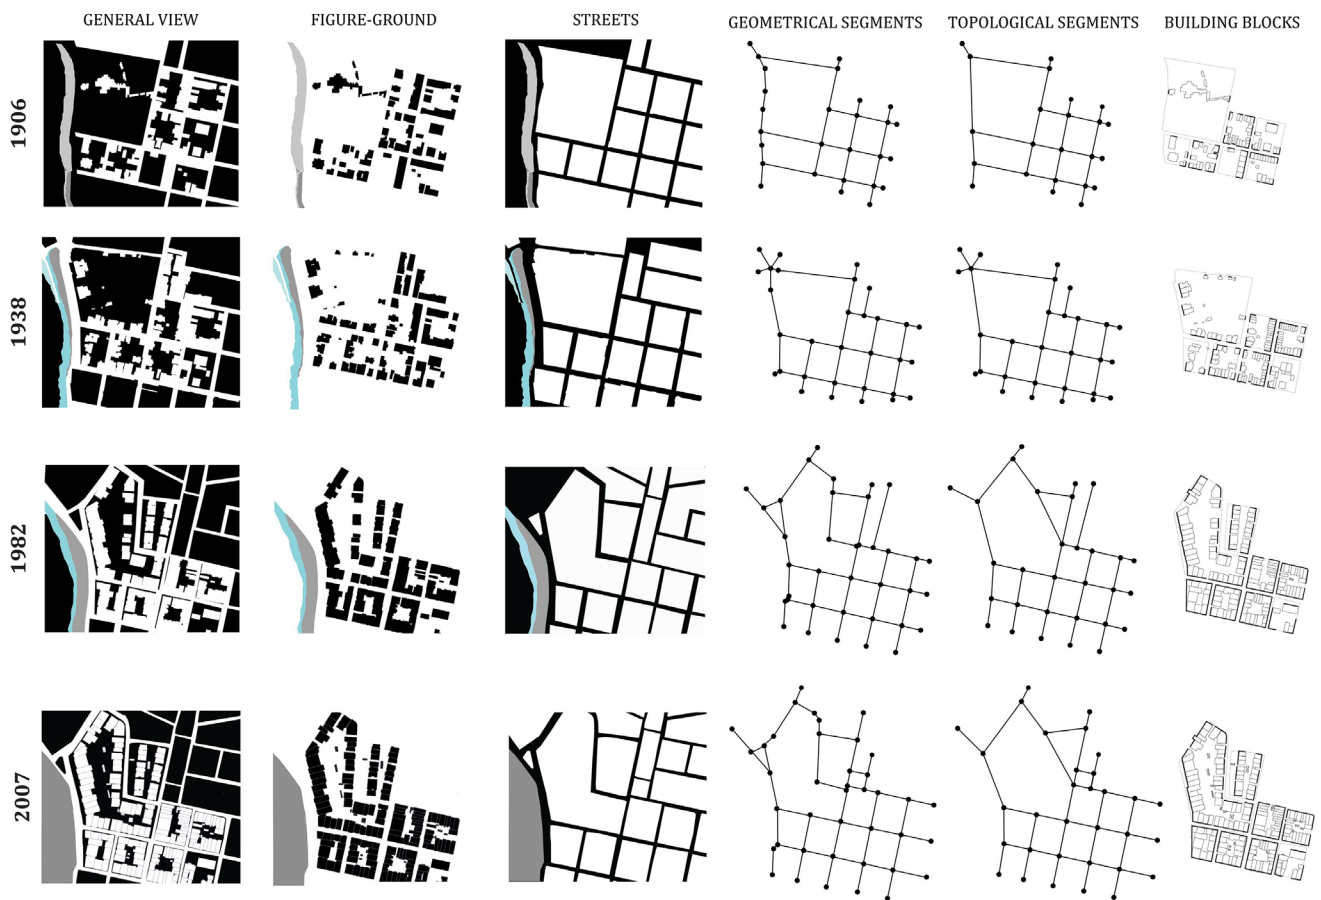 GENERAL VIEW
FIGURE-GROUND
STREETS
GEOMETRICAL SEGMENTS
TOPOLOGICAL SEGMENTS
BUILDING BLOCKS
1906
1938
1982
2007